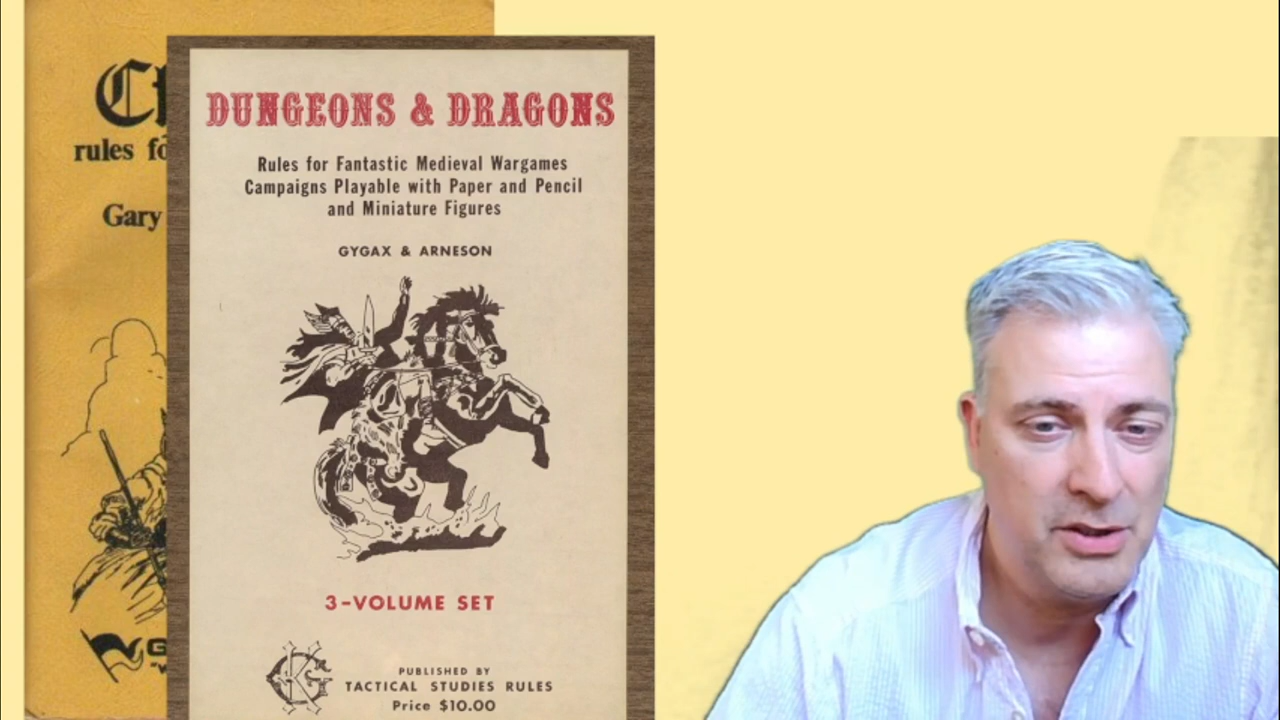 rules
Gary
DUNGEONS & DRAGONS
Rules for Fantastic Medieval Wargames
Campaigns Playable with Paper and Pencil
and Miniature Figures
GYGAX & ARNESON
3-VOLUME SET
PUBLISHED BY
TACTICAL STUDIES RULES
Price $10.00